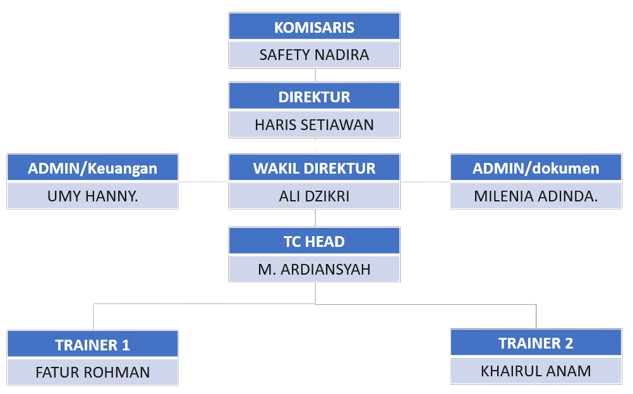 KOMISARIS
SAFETY NADIRA
DIREKTUR
HARIS SETIAWAN
ADMIN/Keuangan
UMY HANNY.
WAKIL DIREKTUR
ALI DZIKRI
ADMIN/dokumen
MILENIA ADINDA.
TC HEAD
M. ARDIANSYAH
TRAINER 1
FATUR ROHMAN
TRAINER 2
KHAIRUL ANAM